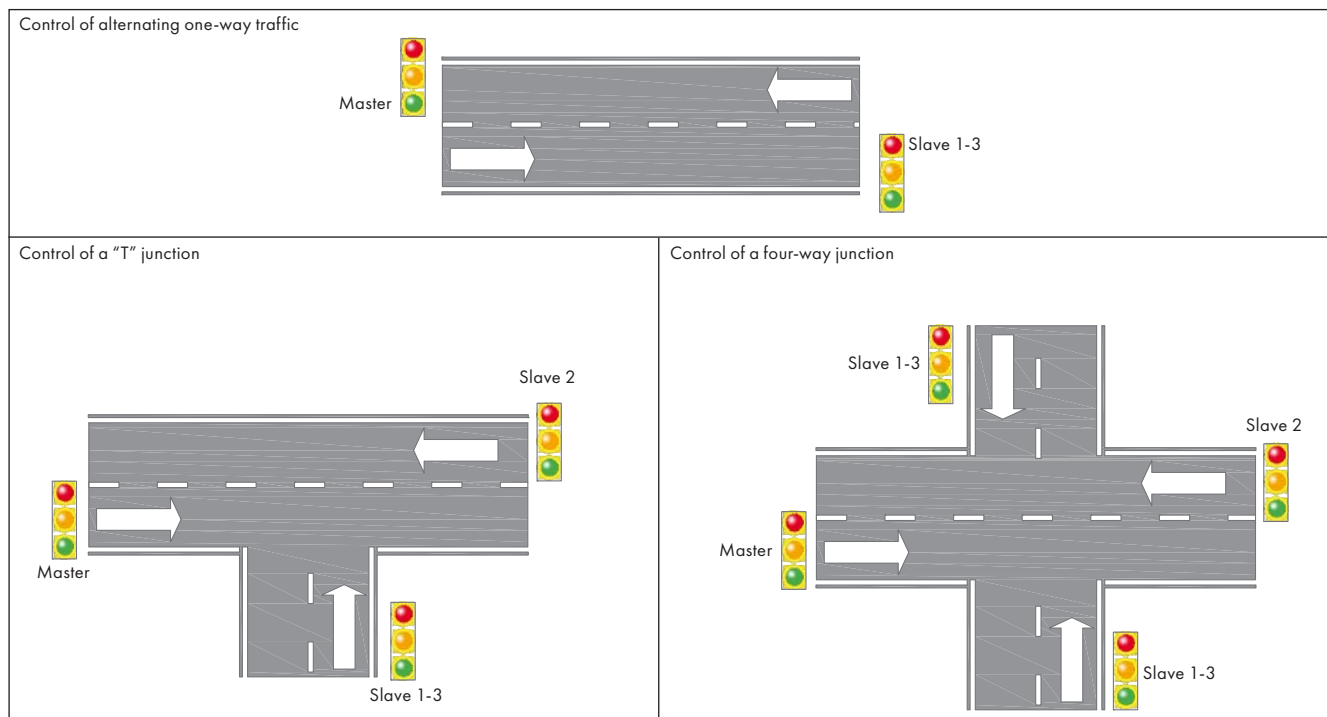 Control of alternating one-way traffic
Master
Slave 1-3
Control of a “T” junction
Slave 2
Master
Slave 1-3
Control of a four-way junction
Slave 1-3
Slave 2
Master
Slave 1-3